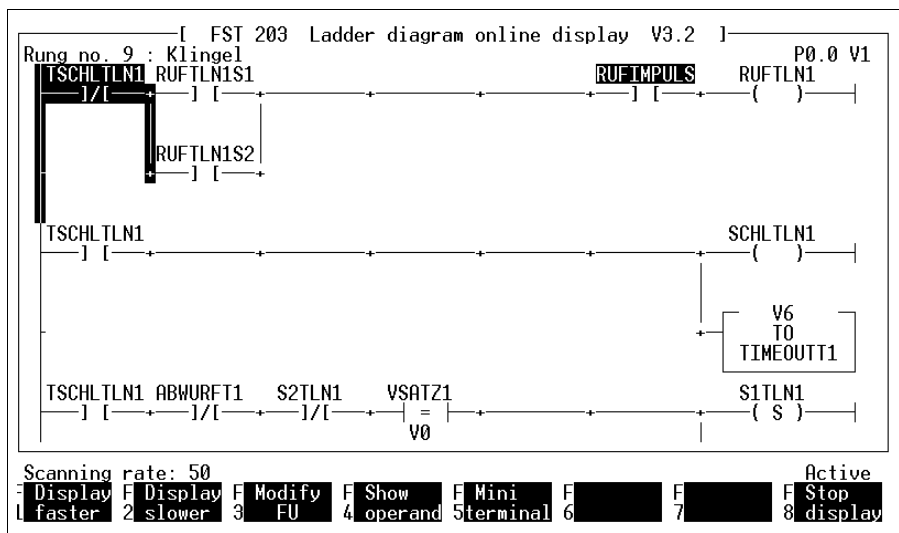 [ FST 203 Ladder diagram online display V3.2 ]
Rung no. 9 : Klingel P0.0 V1
TSCHLTLN1 RUFTLN1S1 RUFIMPULS RUFTLN1
]/[ ] [ ] [ ( )
RUFTLN1S2
] [
TSCHLTLN1 SCHLTLN1
] [ ( )
V6
TO
TIMEOUTT1
TSCHLTLN1 ABWURFT1 S2TLN1 VSATZ1 S1TLN1
] [ ]/[ ]/[ = ( S )
V0
Scanning rate: 50 Active
Display F Display F Modify F Show F Mini F F F Stop
faster 2 slower 3 FU 4 operand 5 terminal 6 7 8 display